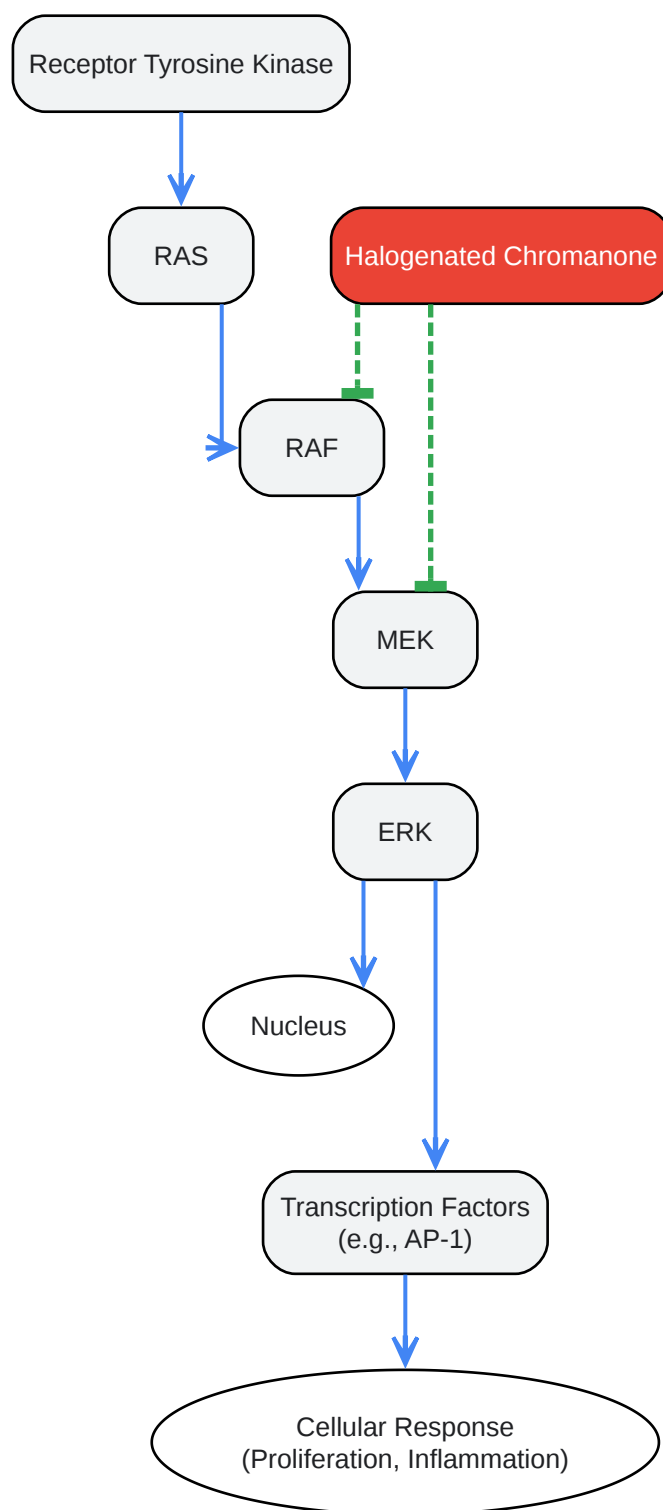 Receptor Tyrosine Kinase
RAS
Halogenated Chromanone
RAF
MEK
ERK
Nucleus
Transcription Factors
(e.g., AP-1)
Cellular Response
(Proliferation, Inflammation)